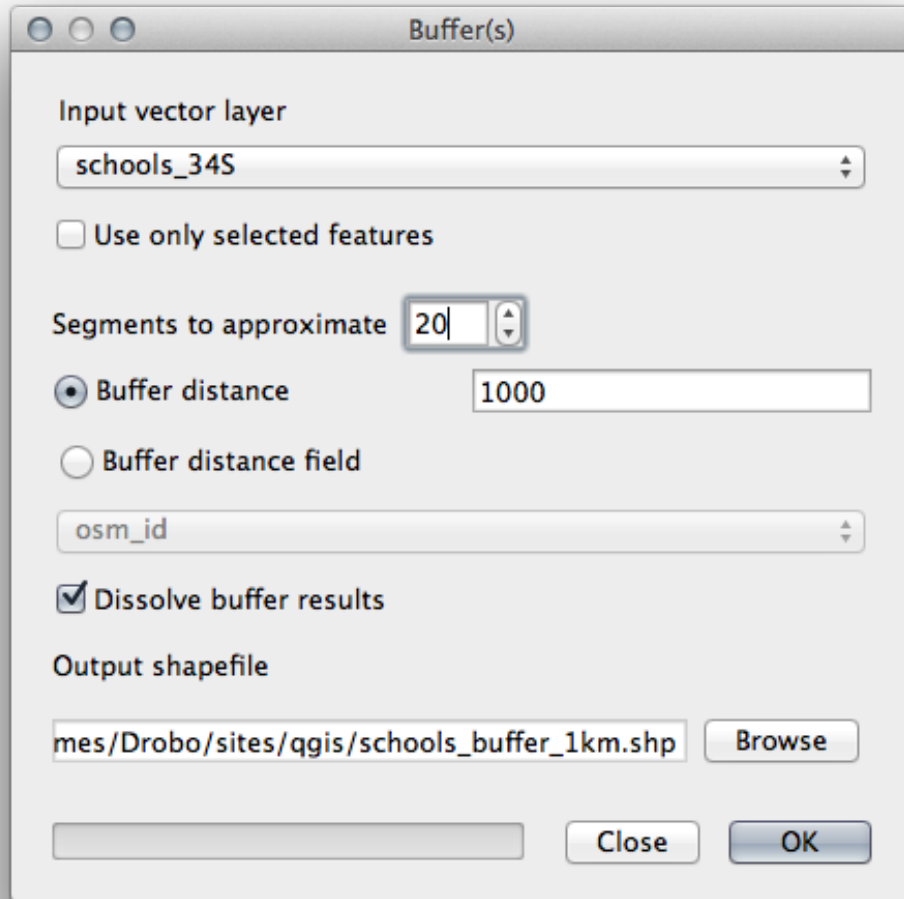 Buffer(s)
Input vector layer
schools_34S
Use only selected features
Segments to approximate 20
Buffer distance 1000
Buffer distance field
osm_id
Dissolve buffer results
Output shapefile
mes/Drobo/sites/qgis/schools_buffer_1km.shp Browse
Close OK